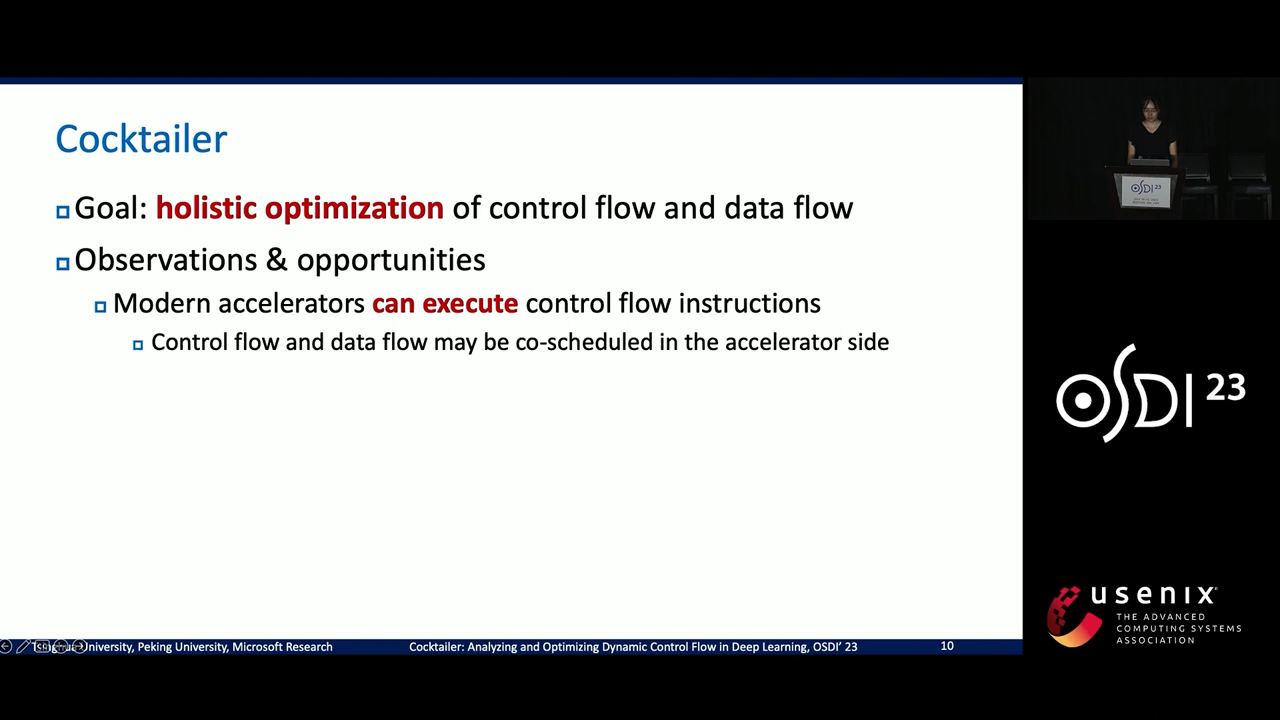 Cocktailer
Goal: holistic optimization of control flow and data flow
Observations & opportunities
Modern accelerators can execute control flow instructions
Control flow and data flow may be co-scheduled in the accelerator side
University, Peking University, Microsoft Research
Cocktailer: Analyzing and Optimizing Dynamic Control Flow in Deep Learning, OSDI' 23
10
OSDI 23
OSDI 23
usenix
THE ADVANCED
COMPUTING SYSTEMS
ASSOCIATION